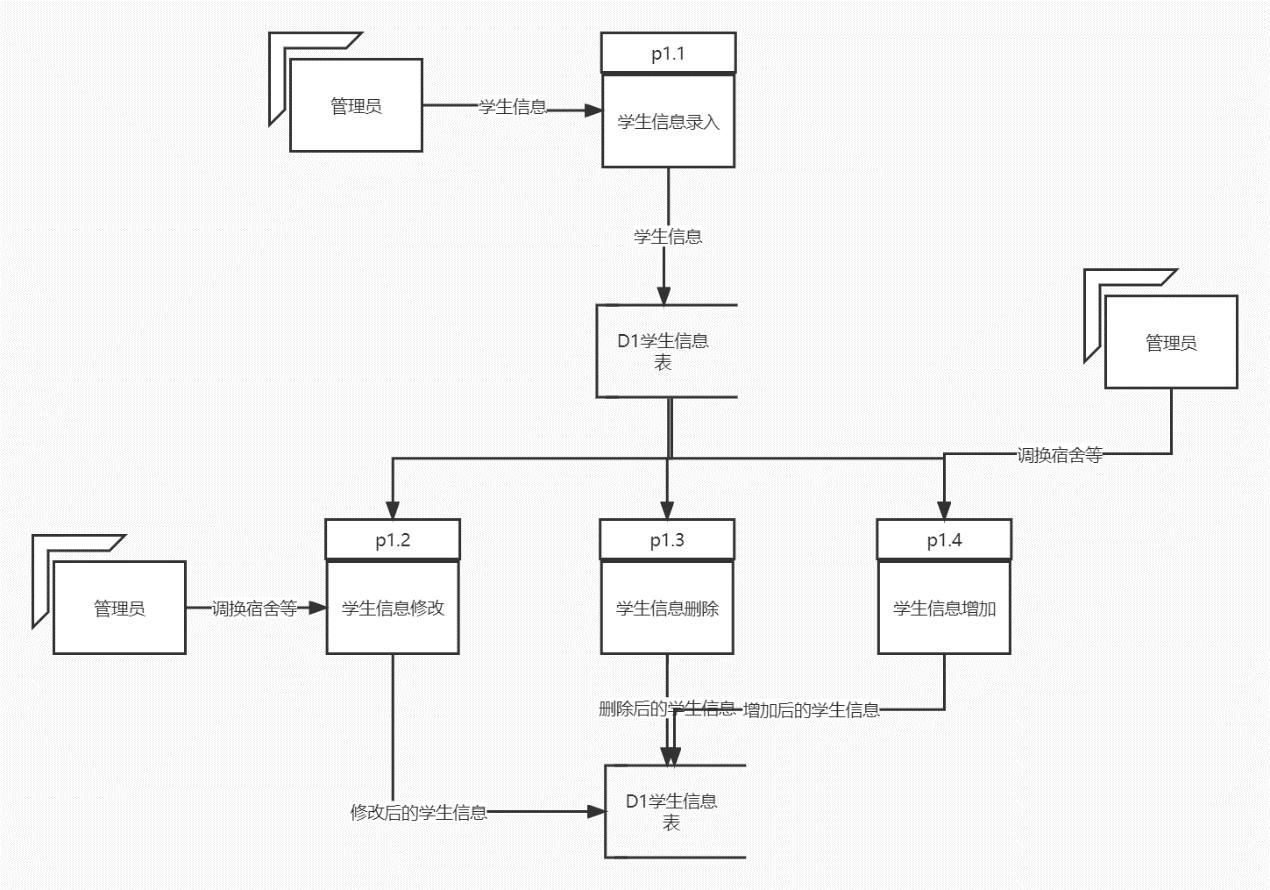 p1.1
管理员
学生信息
学生信息录入
学生信息
D1学生信息
表
管理员
调换宿舍等
p1.2
p1.3
p1.4
管理员
调换宿舍等
学生信息修改
学生信息删除
学生信息增加
删除后的学生信息
增加后的学生信息
修改后的学生信息
D1学生信息
表